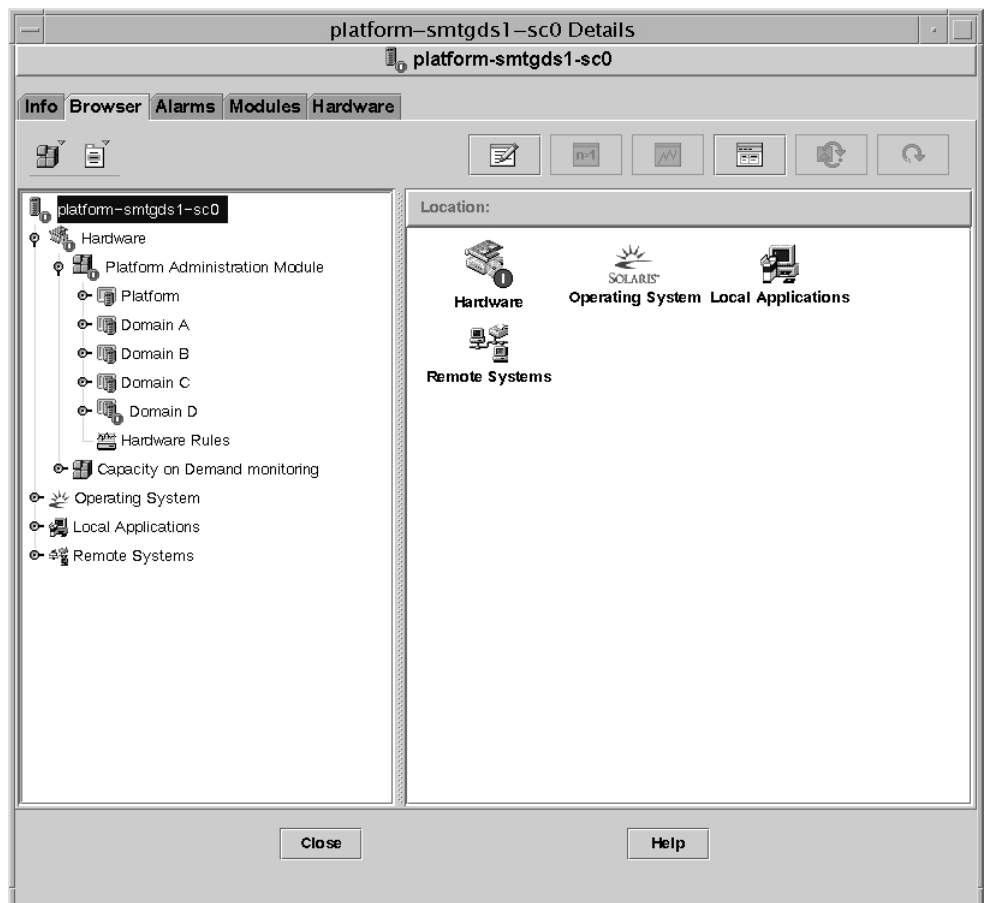 platform–smtgds1–sc0 Details
platform-smtgds1-sc0
Info Browser Alarms Modules Hardware
n=1
platform–smtgds1–sc0
Location:
Hardware
Platform Administration Module
Platform
Domain A
Domain B
Domain C
Domain D
Hardware Rules
Capacity on Demand monitoring
Operating System
Local Applications
Remote Systems
SOLARIS
Hardware Operating System Local Applications
Remote Systems
Close Help